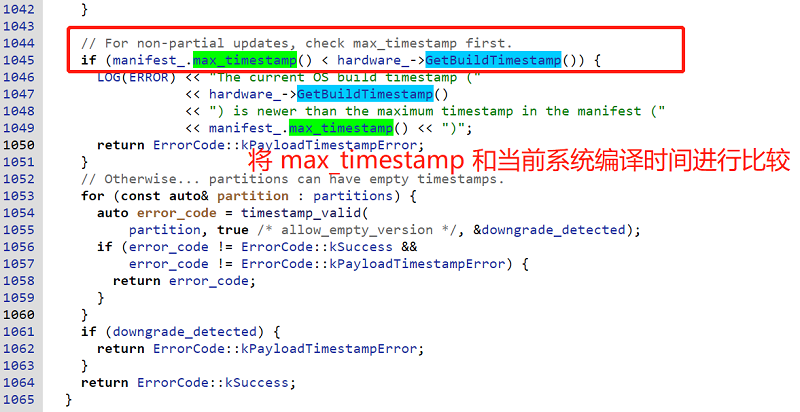 1042     }
1043
1044     // For non-partial updates, check max_timestamp first.
1045     if (manifest_.max_timestamp() < hardware_->GetBuildTimestamp()) {
1046       LOG(ERROR) << "The current OS build timestamp ("
1047                  << hardware_->GetBuildTimestamp()
1048                  << ") is newer than the maximum timestamp in the manifest ("
1049                  << manifest_.max_timestamp() << ")";
1050       return ErrorCode::kPayloadTimestampError;
将 max_timestamp 和当前系统编译时间进行比较
1051     }
1052     // Otherwise... partitions can have empty timestamps.
1053     for (const auto& partition : partitions) {
1054       auto error_code = timestamp_valid(
1055           partition, true /* allow_empty_version */, &downgrade_detected);
1056       if (error_code != ErrorCode::kSuccess &&
1057           error_code != ErrorCode::kPayloadTimestampError) {
1058         return error_code;
1059       }
1060     }
1061     if (downgrade_detected) {
1062       return ErrorCode::kPayloadTimestampError;
1063     }
1064     return ErrorCode::kSuccess;
1065   }